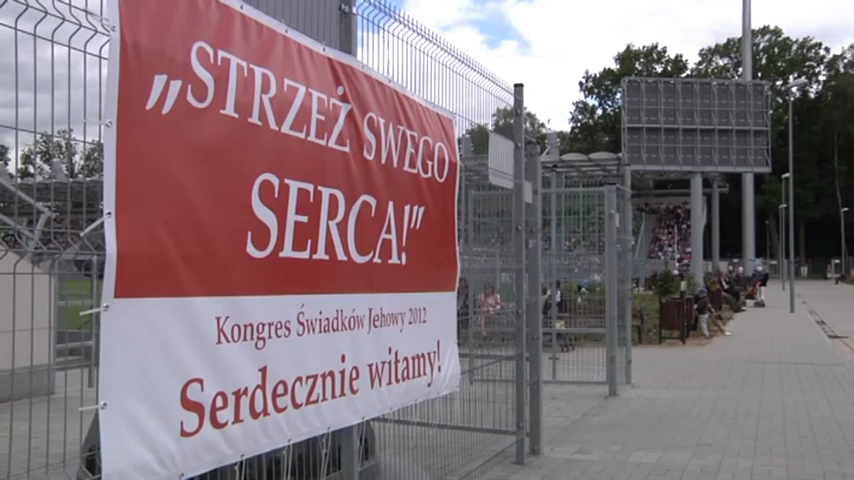 „STRZEŻ SWEGO
SERCA!”
Kongres Świadków Jehowy 2012
Serdecznie witamy!